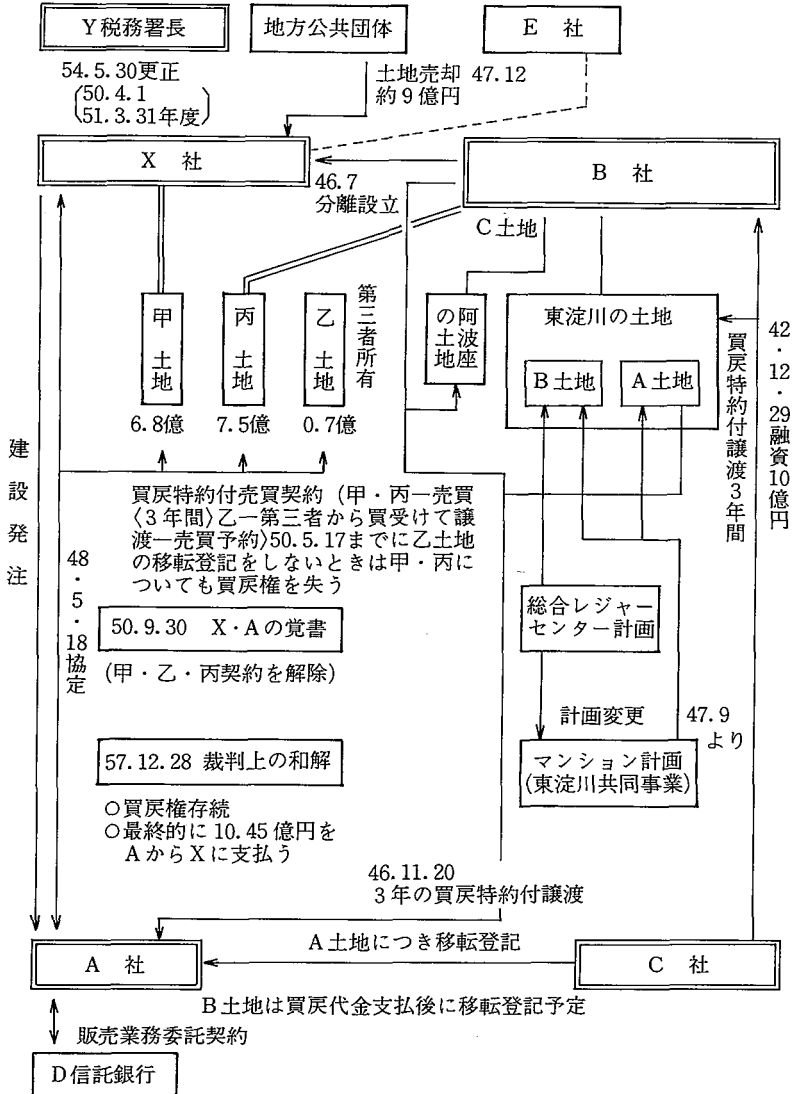 Y税務署長
地方公共団体
E 社
54.5.30更正
(50.4.1
51.3.31年度)
土地売却 47.12
約9億円
X 社
B 社
46.7
分離設立
C土地
甲土地
丙土地
乙土地
第三者所有
阿波座の土地
東淀川の土地
B土地
A土地
6.8億
7.5億
0.7億
買戻特約付譲渡3年間
42・12・29融資10億円
建設発注
48・5・18協定
買戻特約付売買契約(甲・丙―売買
〈3年間〉乙―第三者から買受けて譲
渡―売買予約〉50.5.17までに乙土地
の移転登記をしないときは甲・丙に
ついても買戻権を失う
50.9.30 X・Aの覚書
(甲・乙・丙契約を解除)
総合レジャー
センター計画
計画変更
47.9
より
マンション計画
(東淀川共同事業)
57.12.28 裁判上の和解
○買戻権存続
○最終的に10.45億円を
AからXに支払う
46.11.20
3年の買戻特約付譲渡
A土地につき移転登記
A 社
C 社
B土地は買戻代金支払後に移転登記予定
販売業務委託契約
D信託銀行